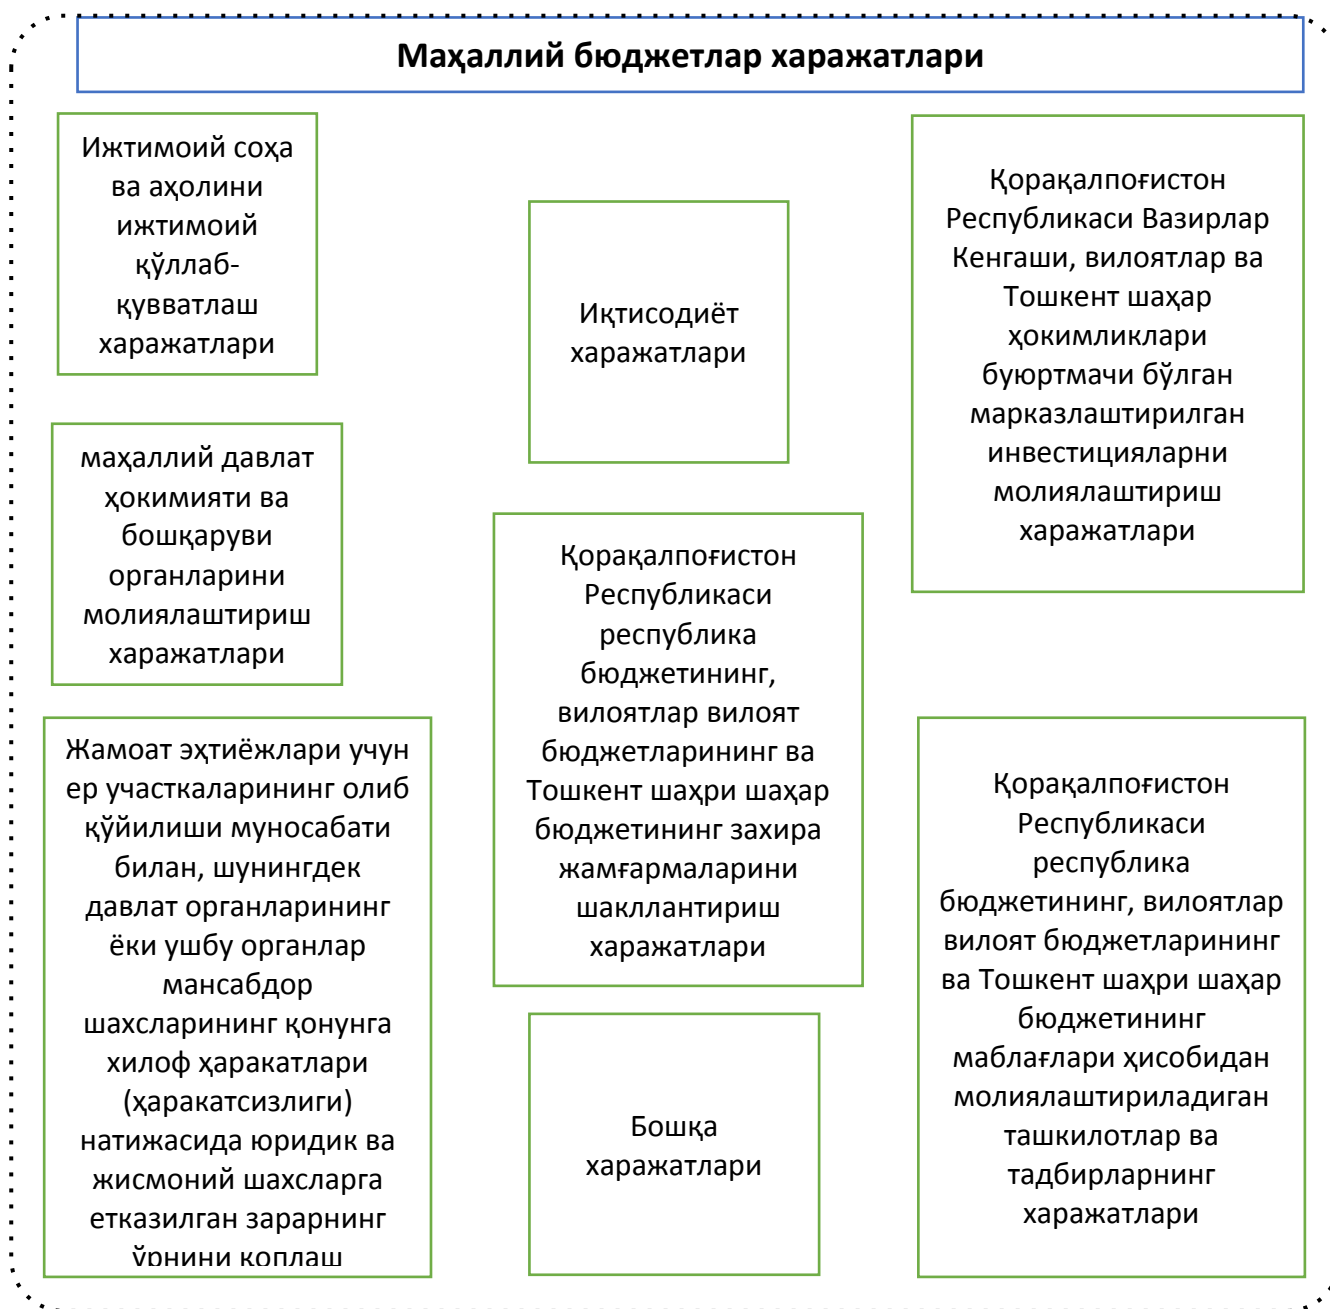 Маҳаллий бюджетлар харажатлари
Ижтимоий соҳа
ва аҳолини
ижтимоий
қўллаб-
қувватлаш
харажатлари
маҳаллий давлат
ҳокимияти ва
бошқаруви
органларини
молиялаштириш
харажатлари
Жамоат эҳтиёжлари учун
ер участкаларининг олиб
қўйилиши муносабати
билан, шунингдек
давлат органларининг
ёки ушбу органлар
мансабдор
шахсларининг қонунга
хилоф ҳаракатлари
(ҳаракатсизлиги)
натижасида юридик ва
жисмоний шахсларга
етказилган зарарнинг
ўрнини қоплаш
Иқтисодиёт
харажатлари
Қорақалпоғистон
Республикаси
республика
бюджетининг,
вилоятлар вилоят
бюджетларининг ва
Тошкент шаҳри шаҳар
бюджетининг захира
жамғармаларини
шакллантириш
харажатлари
Бошқа
харажатлари
Қорақалпоғистон
Республикаси Вазирлар
Кенгаши, вилоятлар ва
Тошкент шаҳар
ҳокимликлари
буюртмачи бўлган
марказлаштирилган
инвестицияларни
молиялаштириш
харажатлари
Қорақалпоғистон
Республикаси
республика
бюджетининг, вилоятлар
вилоят бюджетларининг
ва Тошкент шаҳри шаҳар
бюджетининг
маблағлари ҳисобидан
молиялаштириладиган
ташкилотлар ва
тадбирларнинг
харажатлари